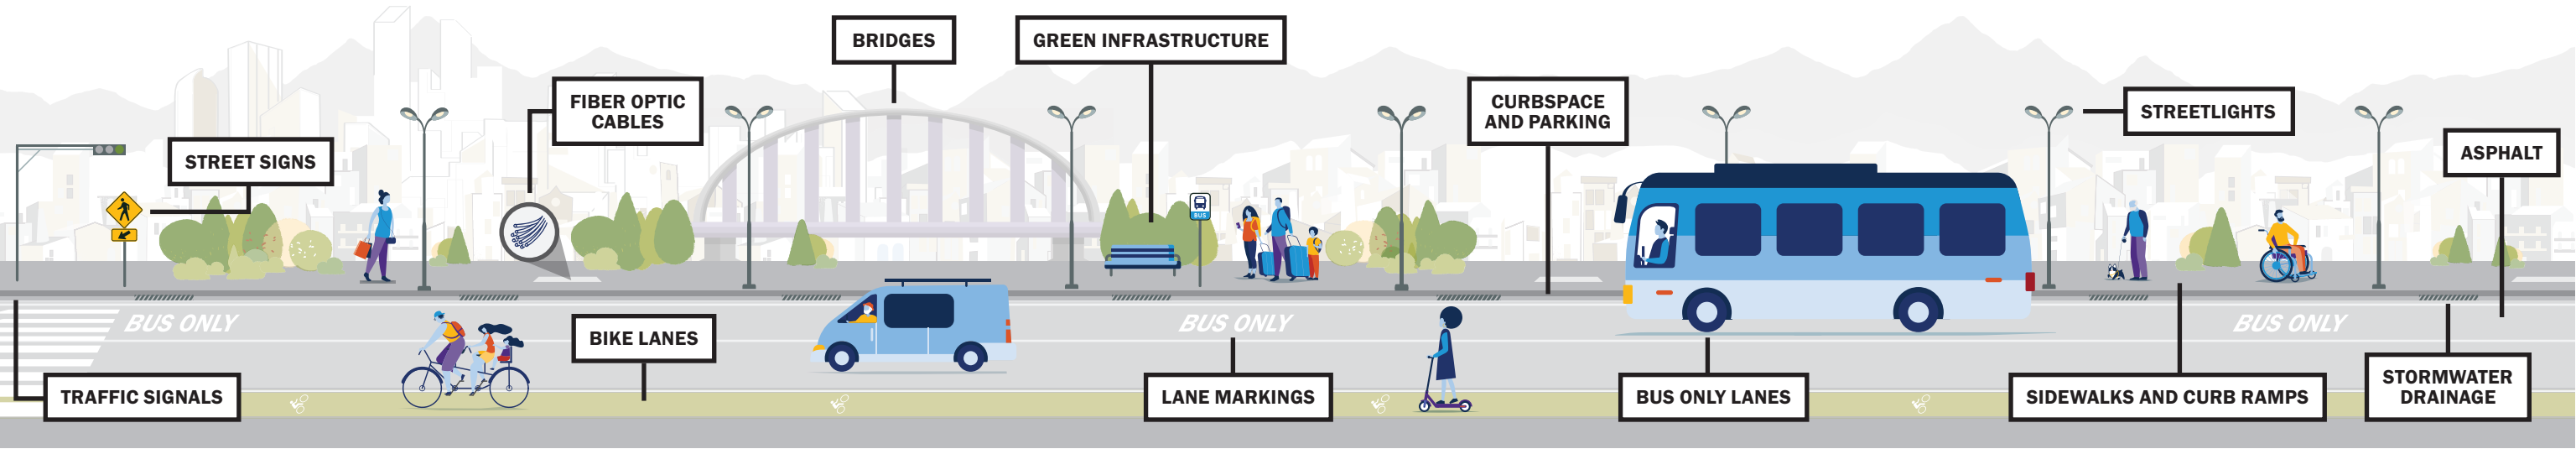 BRIDGES
GREEN INFRASTRUCTURE
FIBER OPTIC
CABLES
CURBSPACE
AND PARKING
STREETLIGHTS
STREET SIGNS
ASPHALT
BUS
BUS ONLY
BUS ONLY
BUS ONLY
BIKE LANES
TRAFFIC SIGNALS
LANE MARKINGS
BUS ONLY LANES
SIDEWALKS AND CURB RAMPS
STORMWATER
DRAINAGE